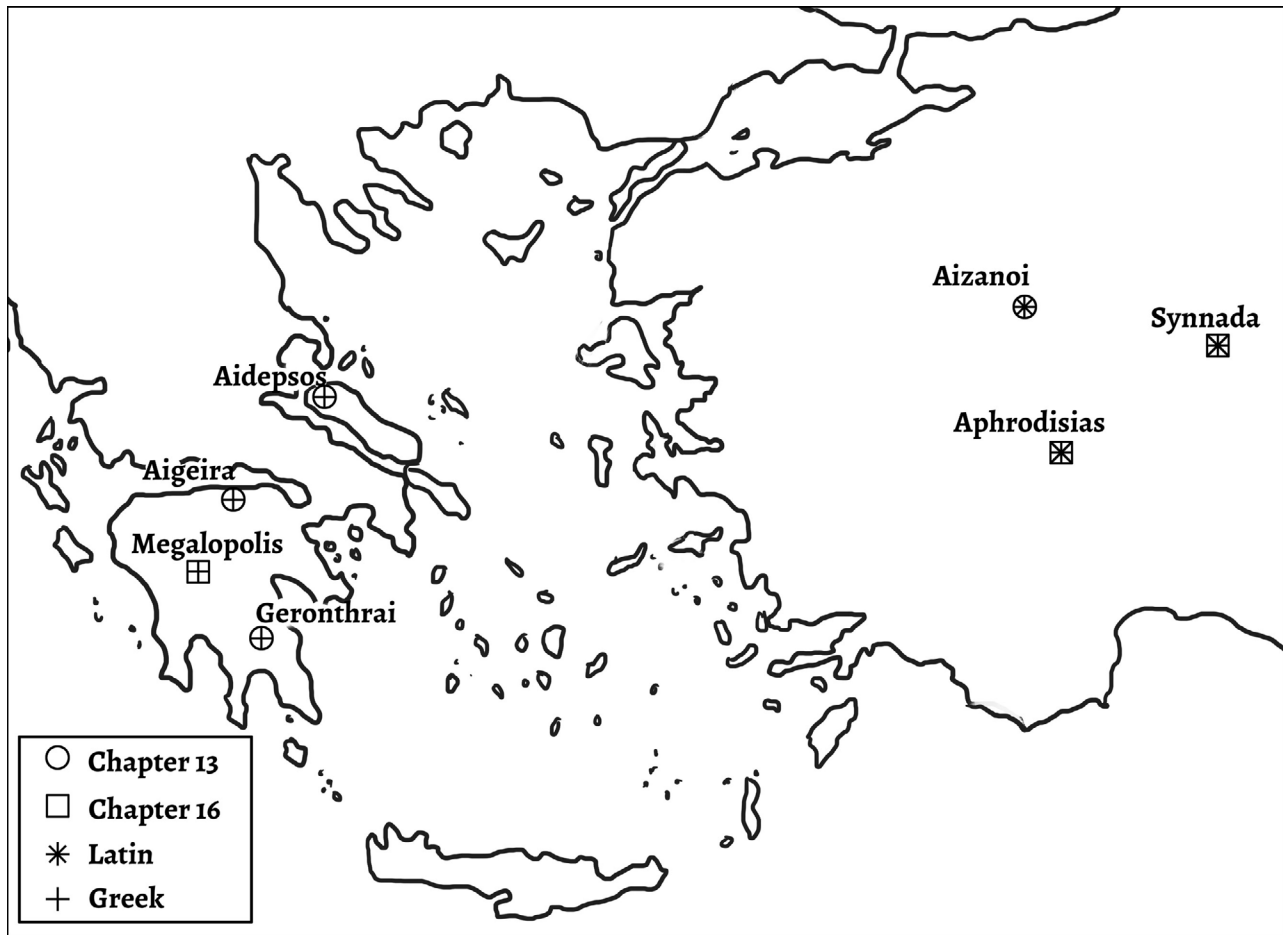 Aizanoi
Synnada
Aidepsos
Aphrodisias
Aigeira
Megalopolis
Geronthrai
Chapter 13
Chapter 16
Latin
Greek